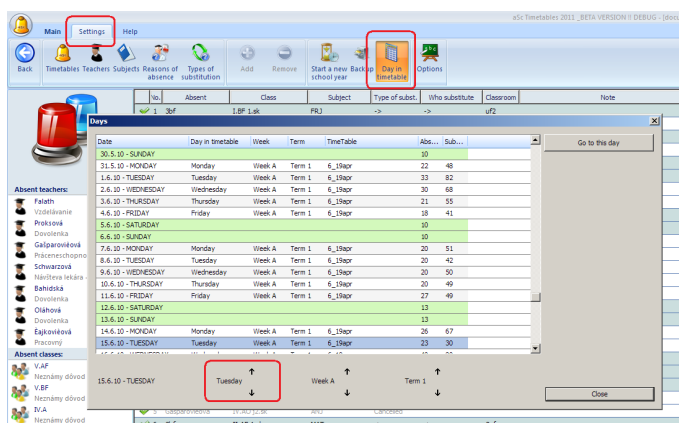 aSc Timetables 2011 _BETA VERSION !! DEBUG - [docu
Main Settings Help
Back Timetables Teachers Subjects Reasons of absence Types of substitution Add Remove Start a new school year Backup Day in timetable Options
No. Absent Class Subject Type of subst. Who substitute Classroom Note
1 3bf I.BF 1.sk FRJ -> -> uf2
Days
Date Day in timetable Week Term TimeTable Abs... Sub...
Go to this day
30.5.10 - SUNDAY 10
31.5.10 - MONDAY Monday Week A Term 1 6_19apr 22 48
1.6.10 - TUESDAY Tuesday Week A Term 1 6_19apr 33 82
2.6.10 - WEDNESDAY Wednesday Week A Term 1 6_19apr 30 68
3.6.10 - THURSDAY Thursday Week A Term 1 6_19apr 21 55
4.6.10 - FRIDAY Friday Week A Term 1 6_19apr 18 41
5.6.10 - SATURDAY 10
6.6.10 - SUNDAY 10
7.6.10 - MONDAY Monday Week A Term 1 6_19apr 20 51
8.6.10 - TUESDAY Tuesday Week A Term 1 6_19apr 20 42
9.6.10 - WEDNESDAY Wednesday Week A Term 1 6_19apr 20 50
10.6.10 - THURSDAY Thursday Week A Term 1 6_19apr 20 49
11.6.10 - FRIDAY Friday Week A Term 1 6_19apr 27 49
12.6.10 - SATURDAY 13
13.6.10 - SUNDAY 13
14.6.10 - MONDAY Monday Week A Term 1 6_19apr 26 67
15.6.10 - TUESDAY Tuesday Week A Term 1 6_19apr 23 30
15.6.10 - TUESDAY Tuesday Week A Term 1
Close
Absent teachers:
Falath
Vzdelávanie
Proksová
Dovolenka
Gašparoviéová
Práceneschopno
Schwarzová
Návšteva lekára -
Bahidská
Dovolenka
Oláhová
Dovolenka
Éajkoviéová
Pracovný
Absent classes:
V.AF
Neznámy dôvod
V.BF
Neznámy dôvod
IV.A
Neznámy dôvod
5 Gašparoviéová IV.AO j2.sk ANJ Cancelled